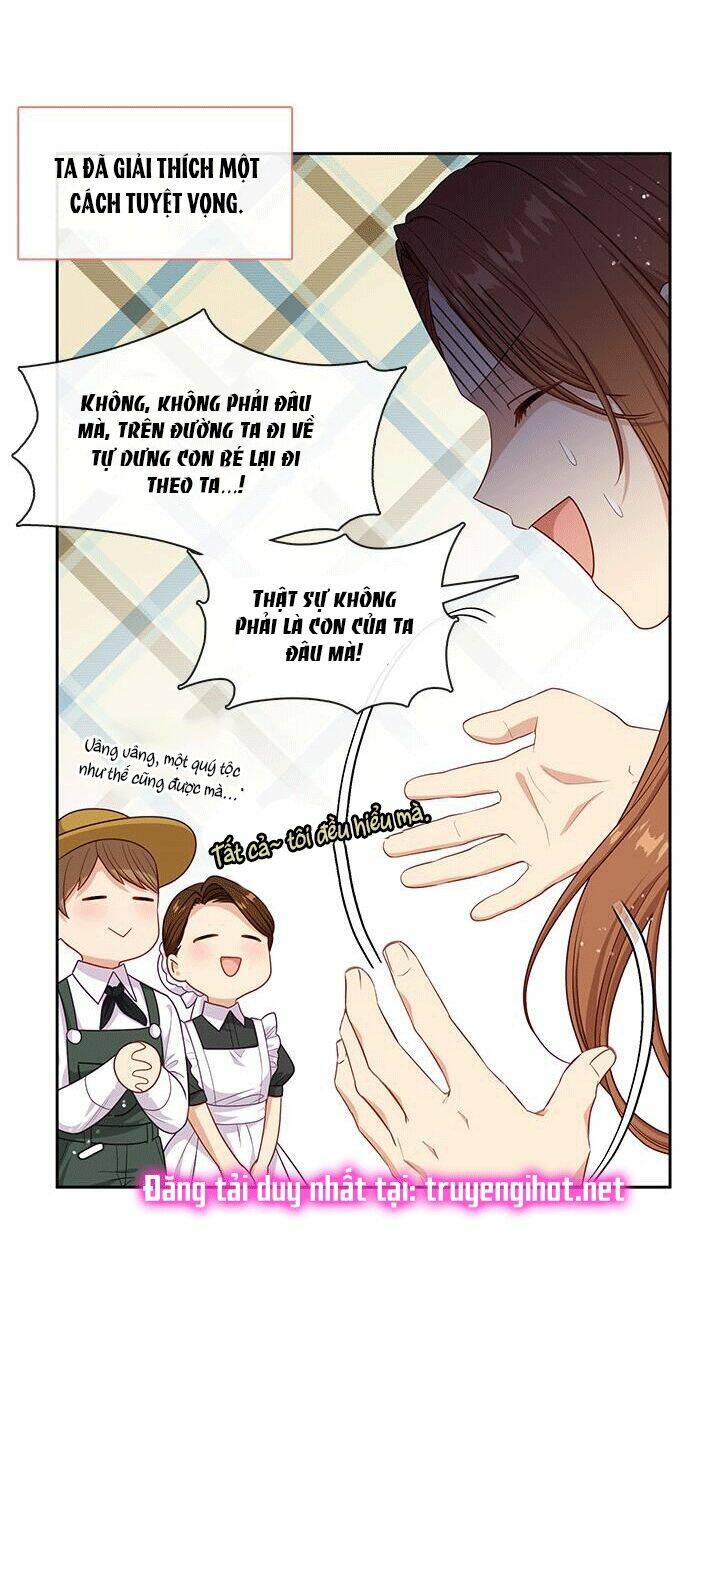 TA ĐÃ GIẢI THÍCH MỘT
CÁCH TUYỆT VỌNG.
KHÔNG, KHÔNG PHẢI ĐÂU
MÀ, TRÊN ĐƯỜNG TA ĐI VỀ
TỰ DƯNG CON BÉ LẠI ĐI
THEO TA...!
THẬT SỰ KHÔNG
PHẢI LÀ CON CỦA TA
ĐÂU MÀ!
Vâng vâng, một quý tộc
như thế cũng được mà...
Tất cả~ tôi đều hiểu mà.
Đăng tải duy nhất tại: truyengihot.net